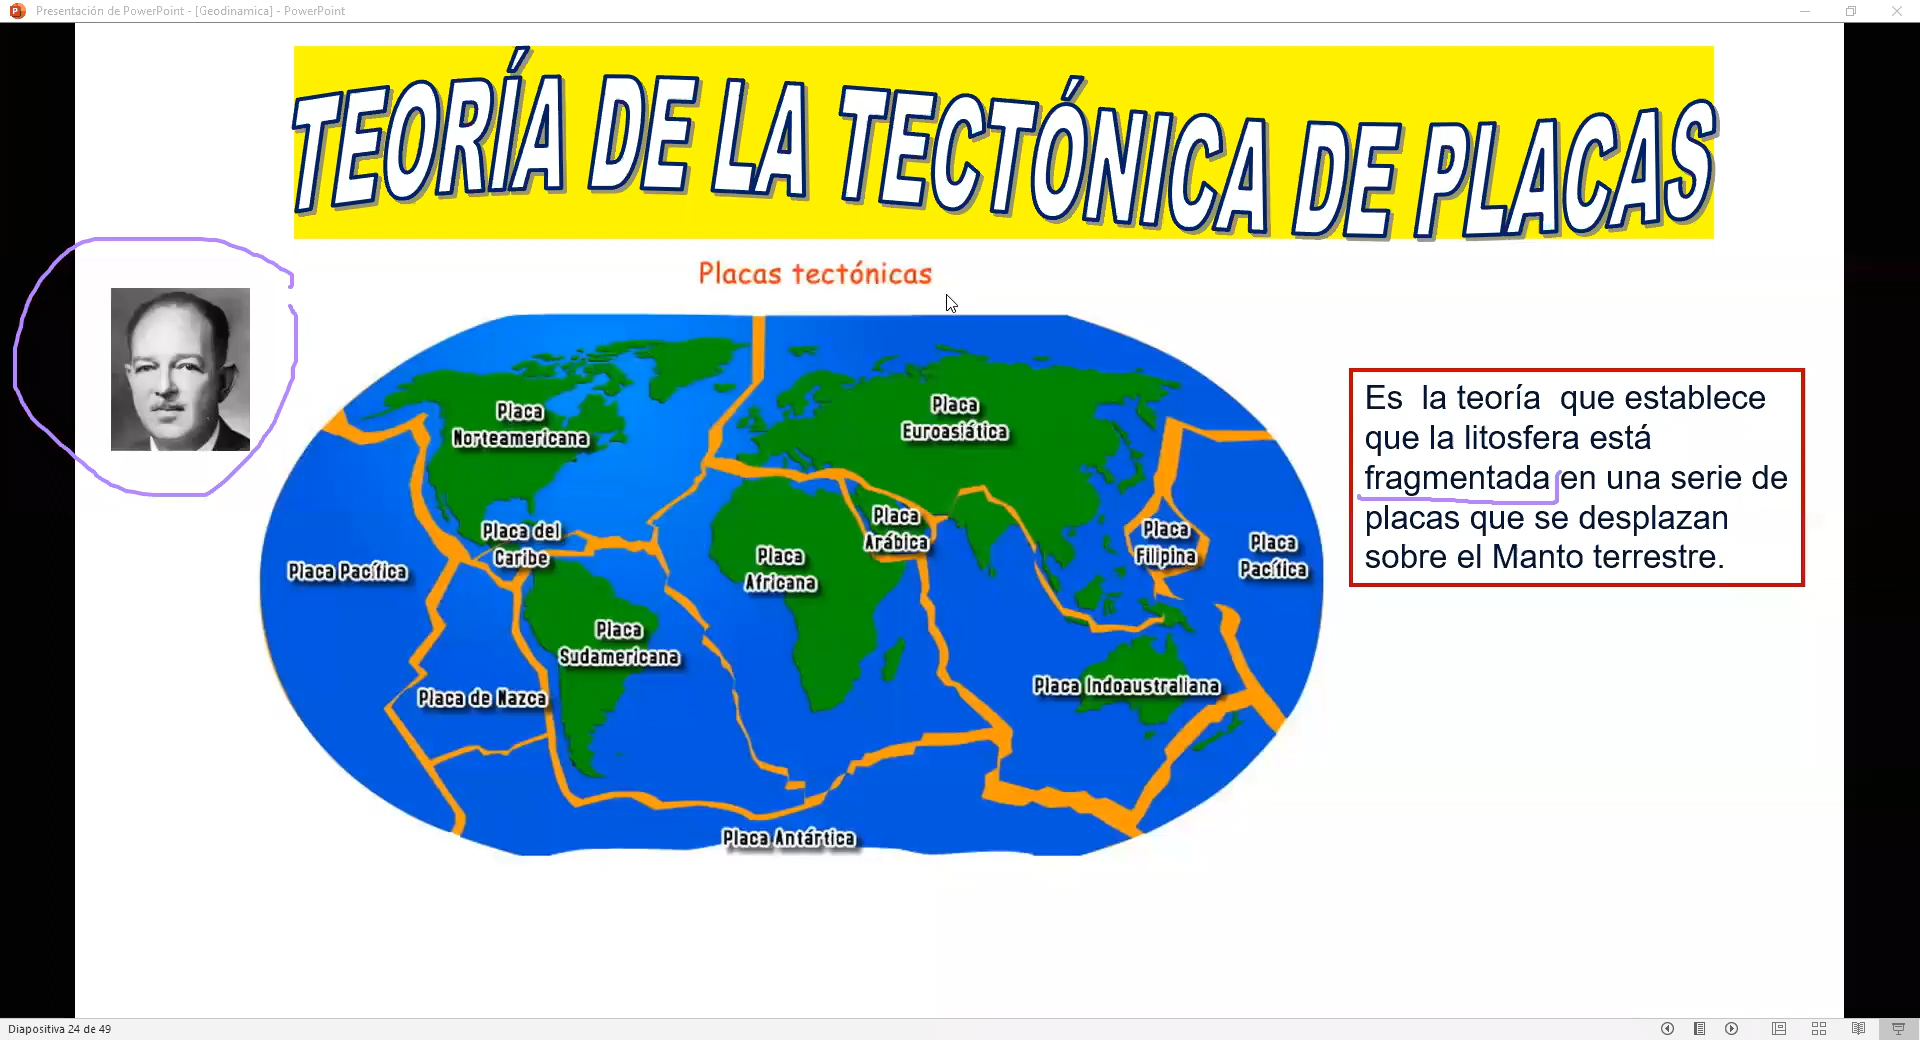 Presentación de PowerPoint - [Geodinamica] - PowerPoint
TEORÍA DE LA TECTÓNICA DE PLACAS
Placas tectónicas
Placa
Norteamericana
Placa
Euroasiática
Placa del
Caribe
Placa
Arábica
Placa
Filipina
Placa
Pacífica
Placa Pacífica
Placa
Africana
Placa
Sudamericana
Placa de Nazca
Placa Indoaustraliana
Placa Antártica
Es la teoría que establece
que la litosfera está
fragmentada en una serie de
placas que se desplazan
sobre el Manto terrestre.
Diapositiva 24 de 49